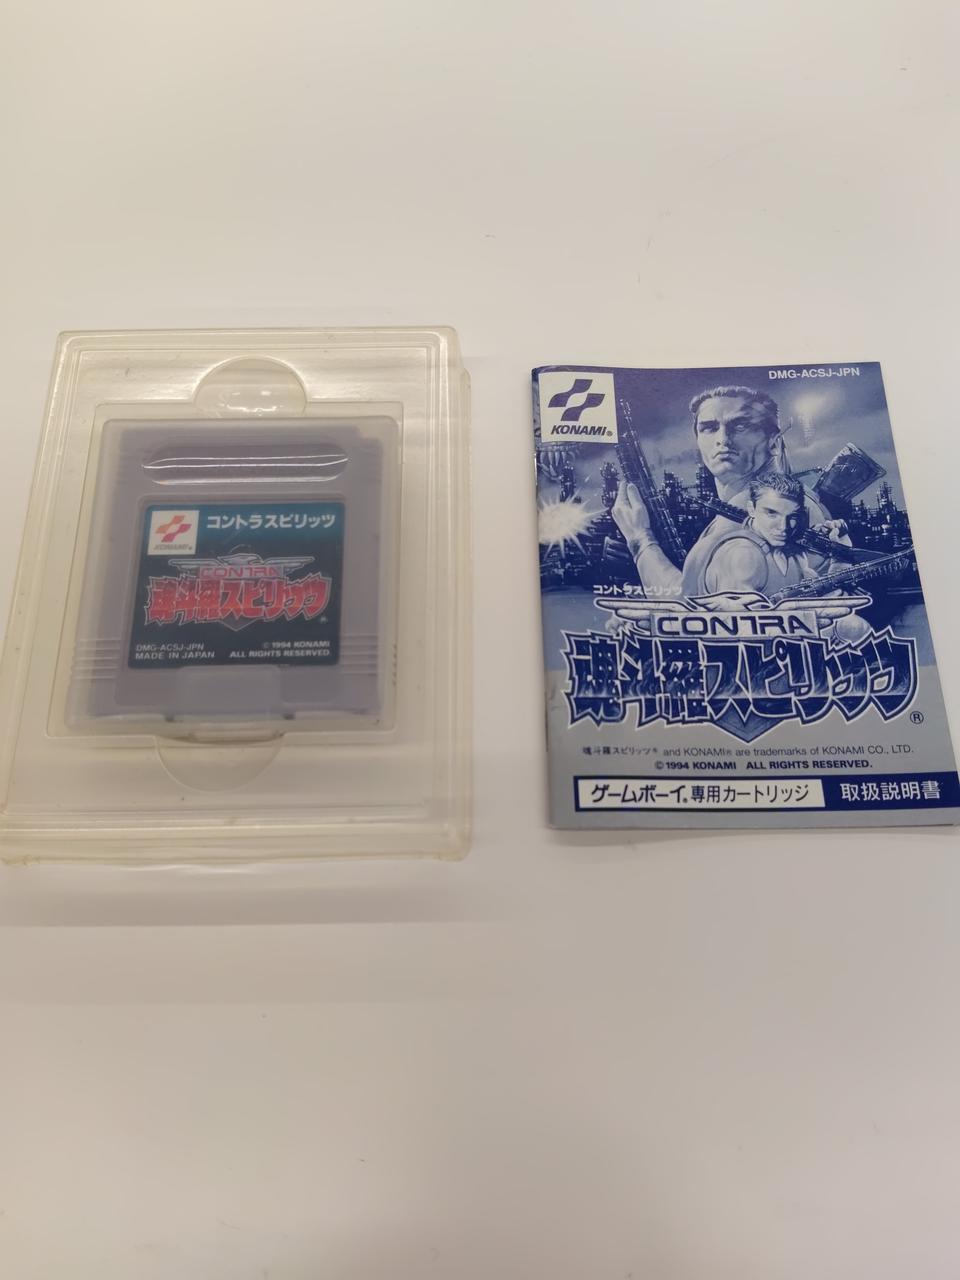 KONAMI®
コントラスピリッツ
CONTRA
魂斗羅スピリッツ
®
DMG-ACSJ-JPN
MADE IN JAPAN
© 1994 KONAMI
ALL RIGHTS RESERVED.
DMG-ACSJ-JPN
KONAMI®
コントラスピリッツ
CONTRA
魂斗羅スピリッツ
®
魂斗羅スピリッツ® and KONAMI® are trademarks of KONAMI CO., LTD.
©1994 KONAMI ALL RIGHTS RESERVED.
ゲームボーイ®専用カートリッジ 取扱説明書